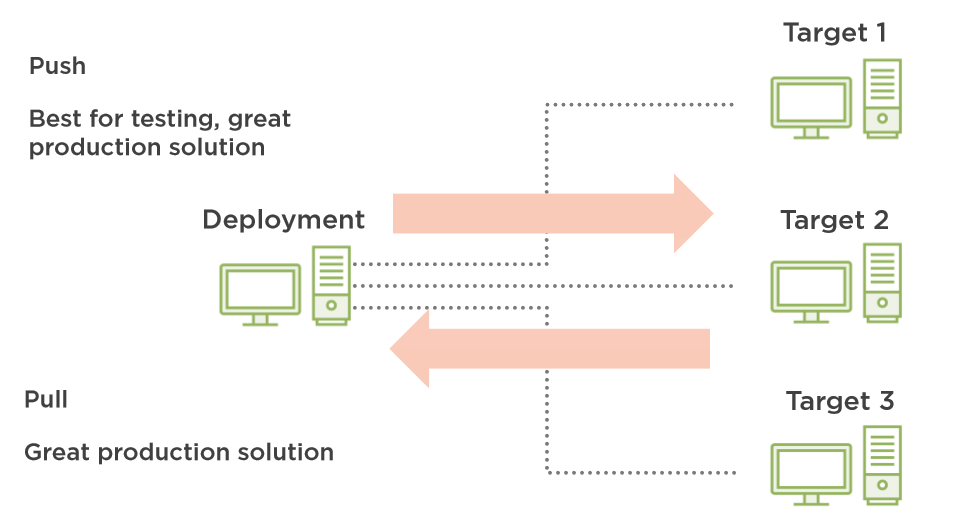 Target 1
Push
Best for testing, great
production solution
Deployment
Target 2
Pull
Target 3
Great production solution